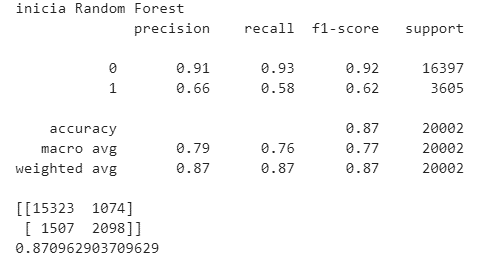 inicia Random Forest
precision recall f1-score support
0 0.91 0.93 0.92 16397
1 0.66 0.58 0.62 3605
accuracy 0.87 20002
macro avg 0.79 0.76 0.77 20002
weighted avg 0.87 0.87 0.87 20002
[[15323 1074]
[ 1507 2098]]
0.870962903709629